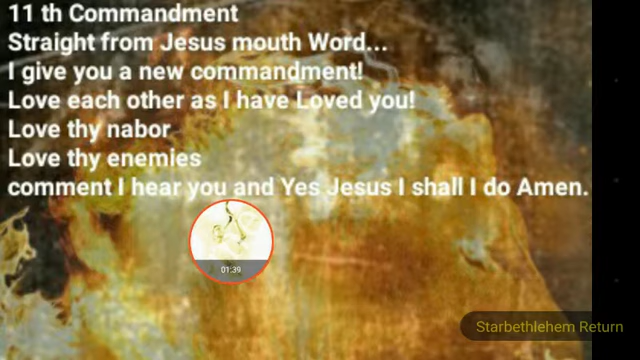 11 th Commandment
Straight from Jesus mouth Word...
I give you a new commandment!
Love each other as I have Loved you!
Love thy nabor
Love thy enemies
comment I hear you and Yes Jesus I shall I do Amen.
01:39
Starbethlehem Return